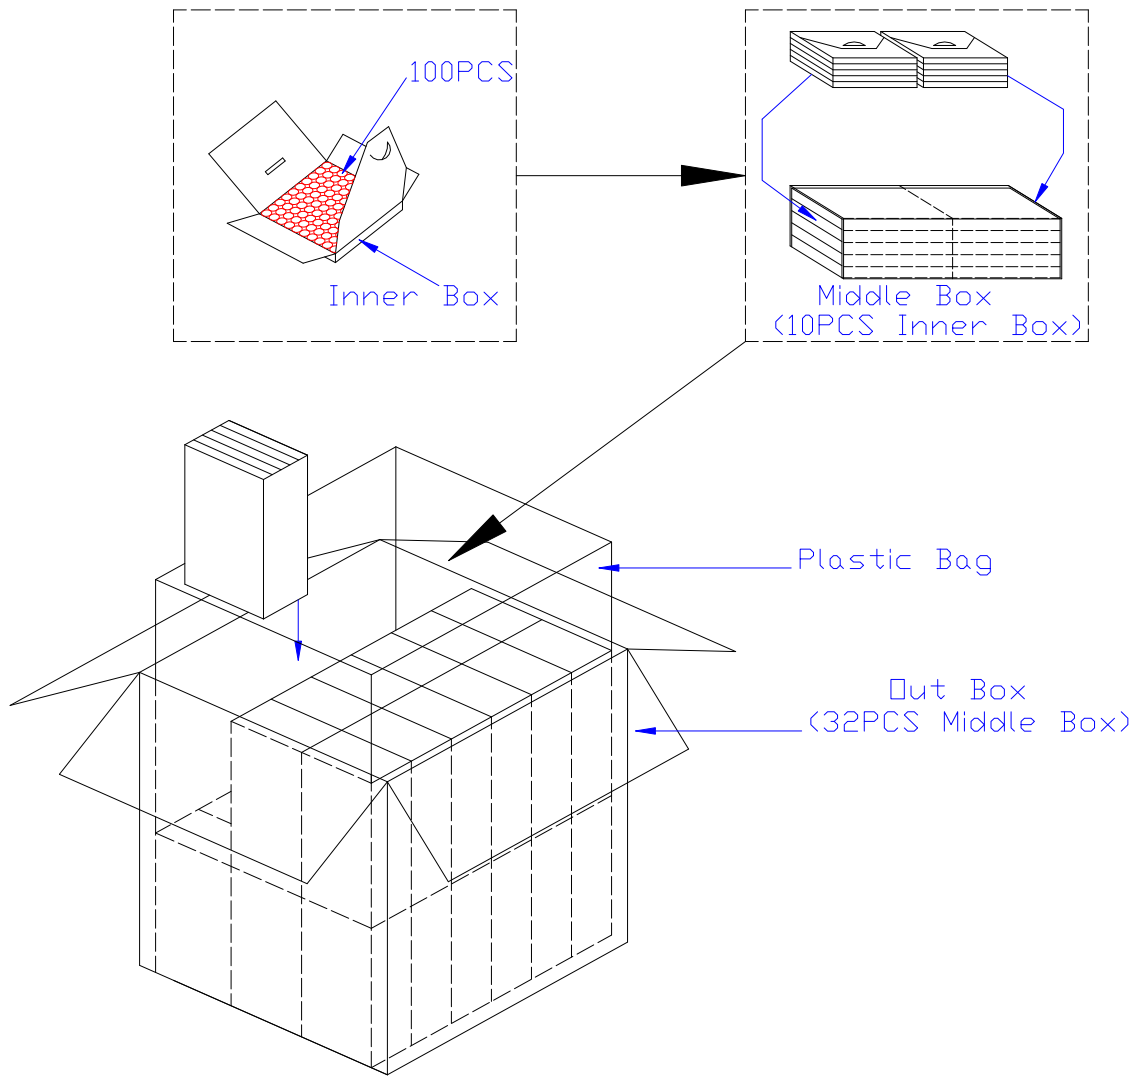 100PCS
Inner Box
Middle Box
(10PCS Inner Box)
Plastic Bag
Out Box
(32PCS Middle Box)